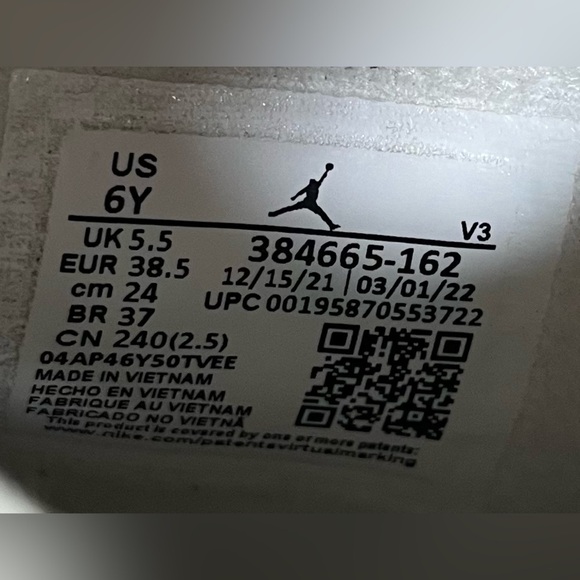 US
6Y
V3
UK 5.5
EUR 38.5
cm 24
BR 37
CN 240(2.5)
384665-162
12/15/21 | 03/01/22
UPC 00195870553722
04AP46Y50TVEE
MADE IN VIETNAM
HECHO EN VIETNAM
FABRIQUE AU VIETNAM
FABRICADO NO VIETNÃ
This product is covered by one or more patents:
www.nike.com/patentsvirtualmarking